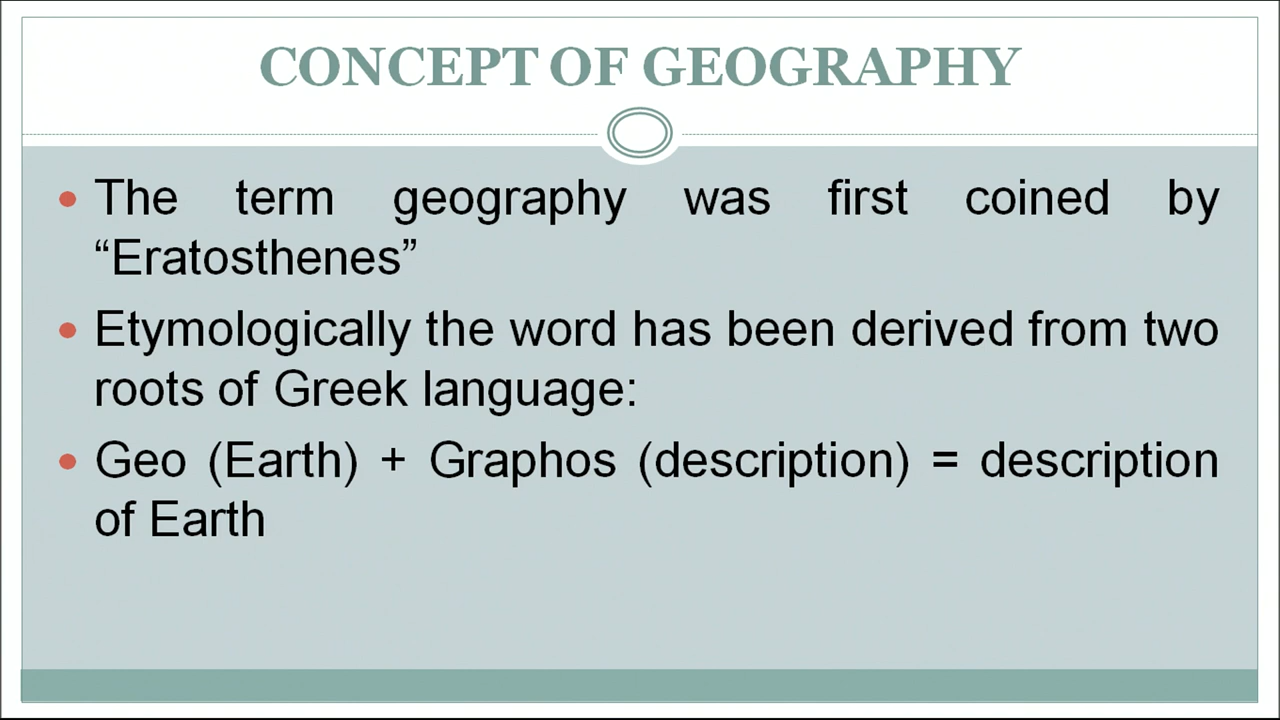 CONCEPT OF GEOGRAPHY
• The term geography was first coined by
“Eratosthenes”
• Etymologically the word has been derived from two
roots of Greek language:
• Geo (Earth) + Graphos (description) = description
of Earth